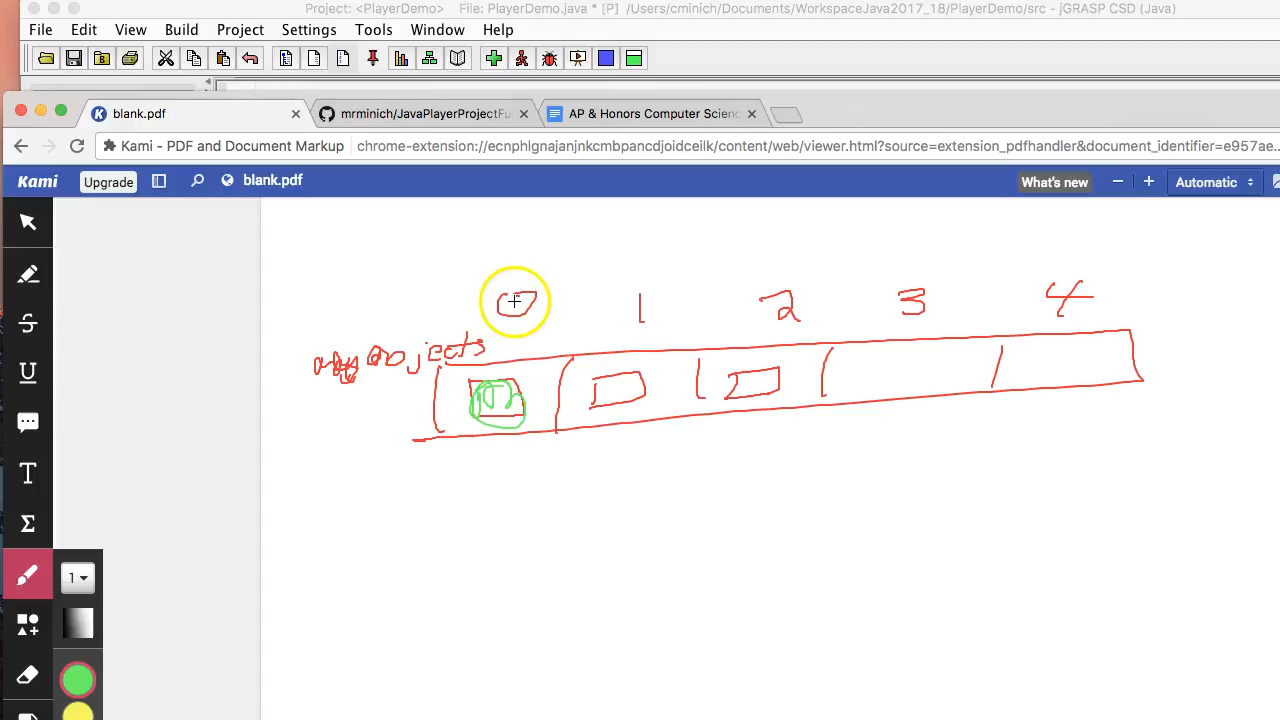 Project: <PlayerDemo> File: PlayerDemo.java * [P] /Users/cminich/Documents/WorkspaceJava2017_18/PlayerDemo/src - jGRASP CSD (Java)
File Edit View Build Project Settings Tools Window Help
blank.pdf mrminich/JavaPlayerProjectFu AP & Honors Computer Scienc
Kami - PDF and Document Markup chrome-extension://ecnphlgnajanjnkcmbpancdjoidceilk/content/web/viewer.html?source=extension_pdfhandler&document_identifier=e957ae...
Kami Upgrade blank.pdf What's new Automatic
0 1 2 3 4
T
Σ
1